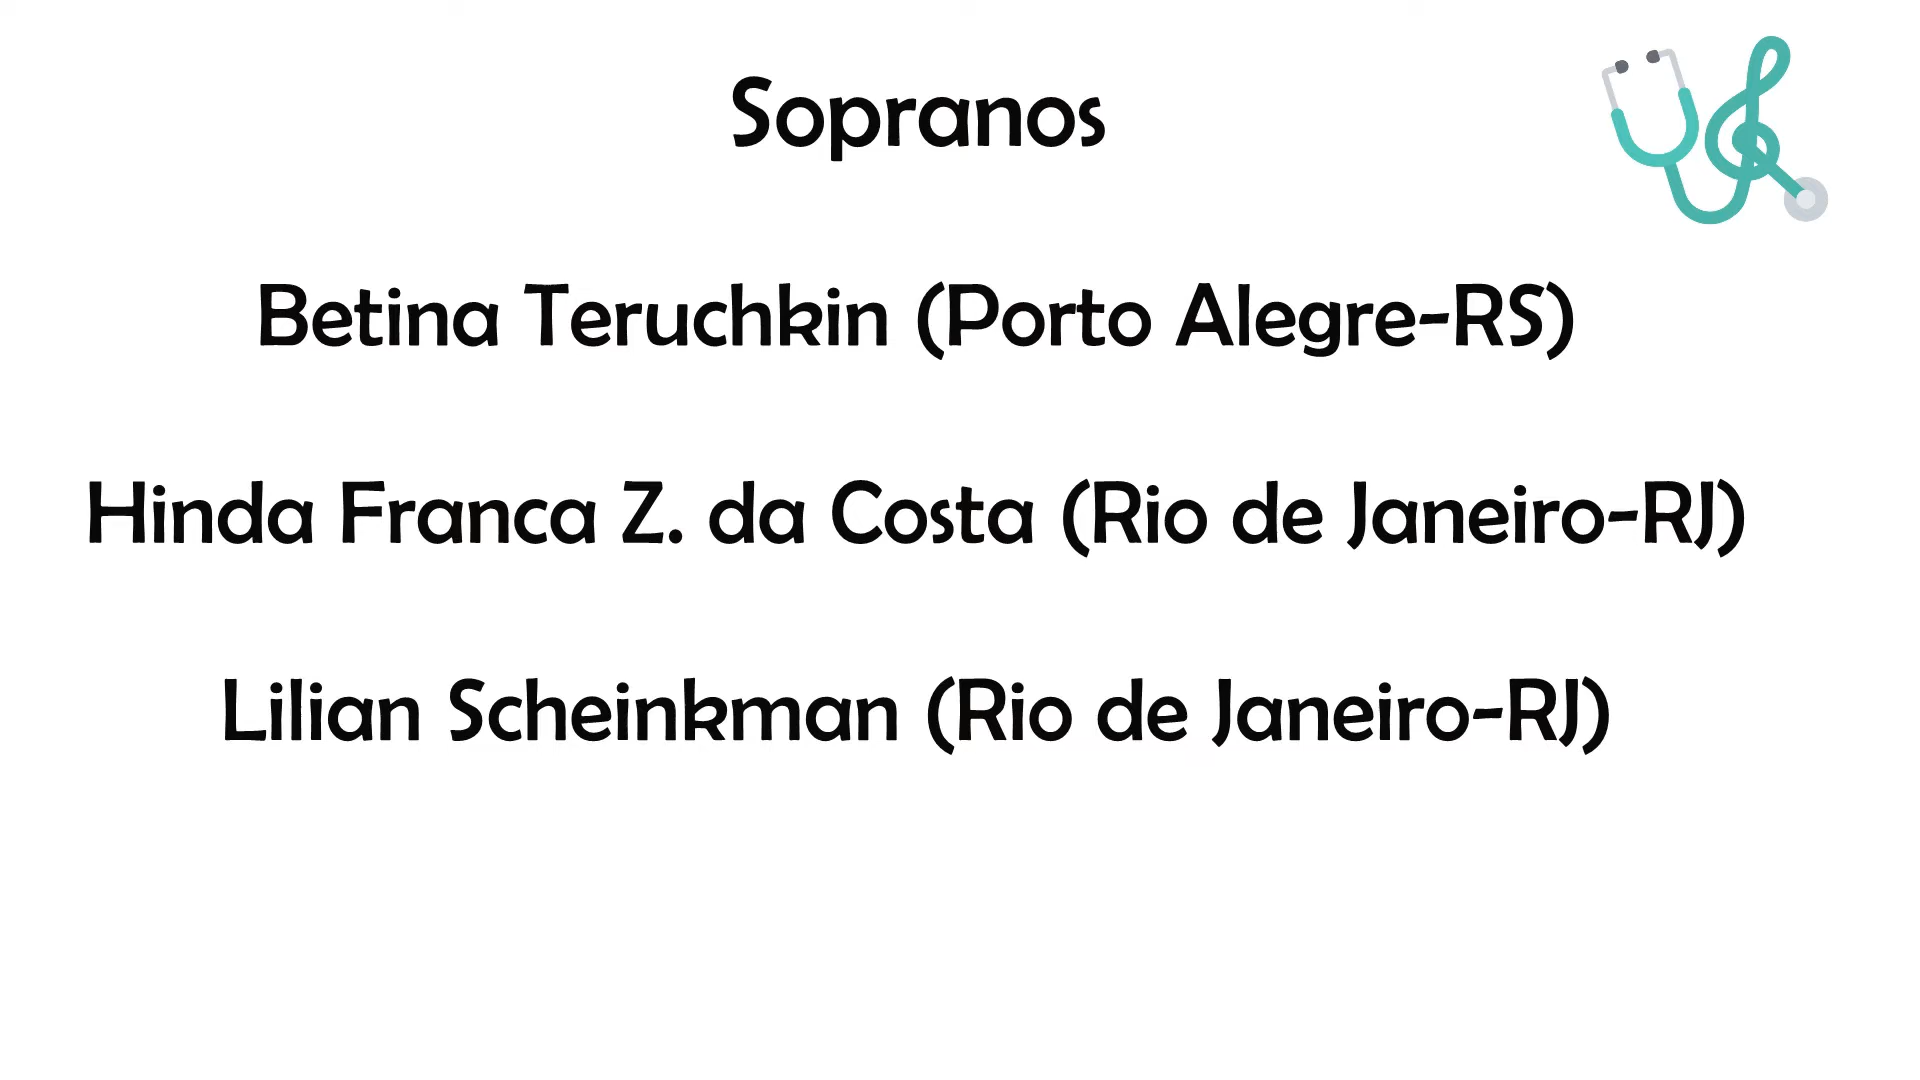 Sopranos
Betina Teruchkin (Porto Alegre-RS)
Hinda Franca Z. da Costa (Rio de Janeiro-RJ)
Lilian Scheinkman (Rio de Janeiro-RJ)